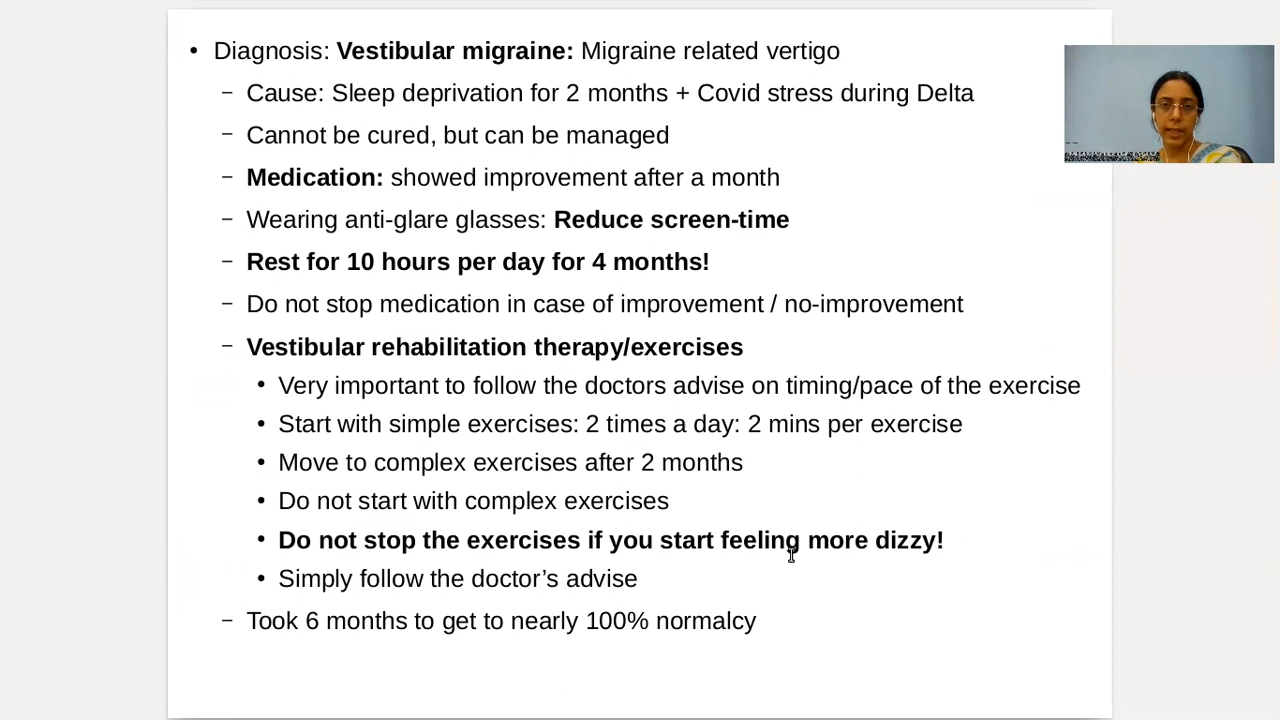 • Diagnosis: Vestibular migraine: Migraine related vertigo
– Cause: Sleep deprivation for 2 months + Covid stress during Delta
– Cannot be cured, but can be managed
– Medication: showed improvement after a month
– Wearing anti-glare glasses: Reduce screen-time
– Rest for 10 hours per day for 4 months!
– Do not stop medication in case of improvement / no-improvement
– Vestibular rehabilitation therapy/exercises
• Very important to follow the doctors advise on timing/pace of the exercise
• Start with simple exercises: 2 times a day: 2 mins per exercise
• Move to complex exercises after 2 months
• Do not start with complex exercises
• Do not stop the exercises if you start feeling more dizzy!
• Simply follow the doctor’s advise
– Took 6 months to get to nearly 100% normalcy